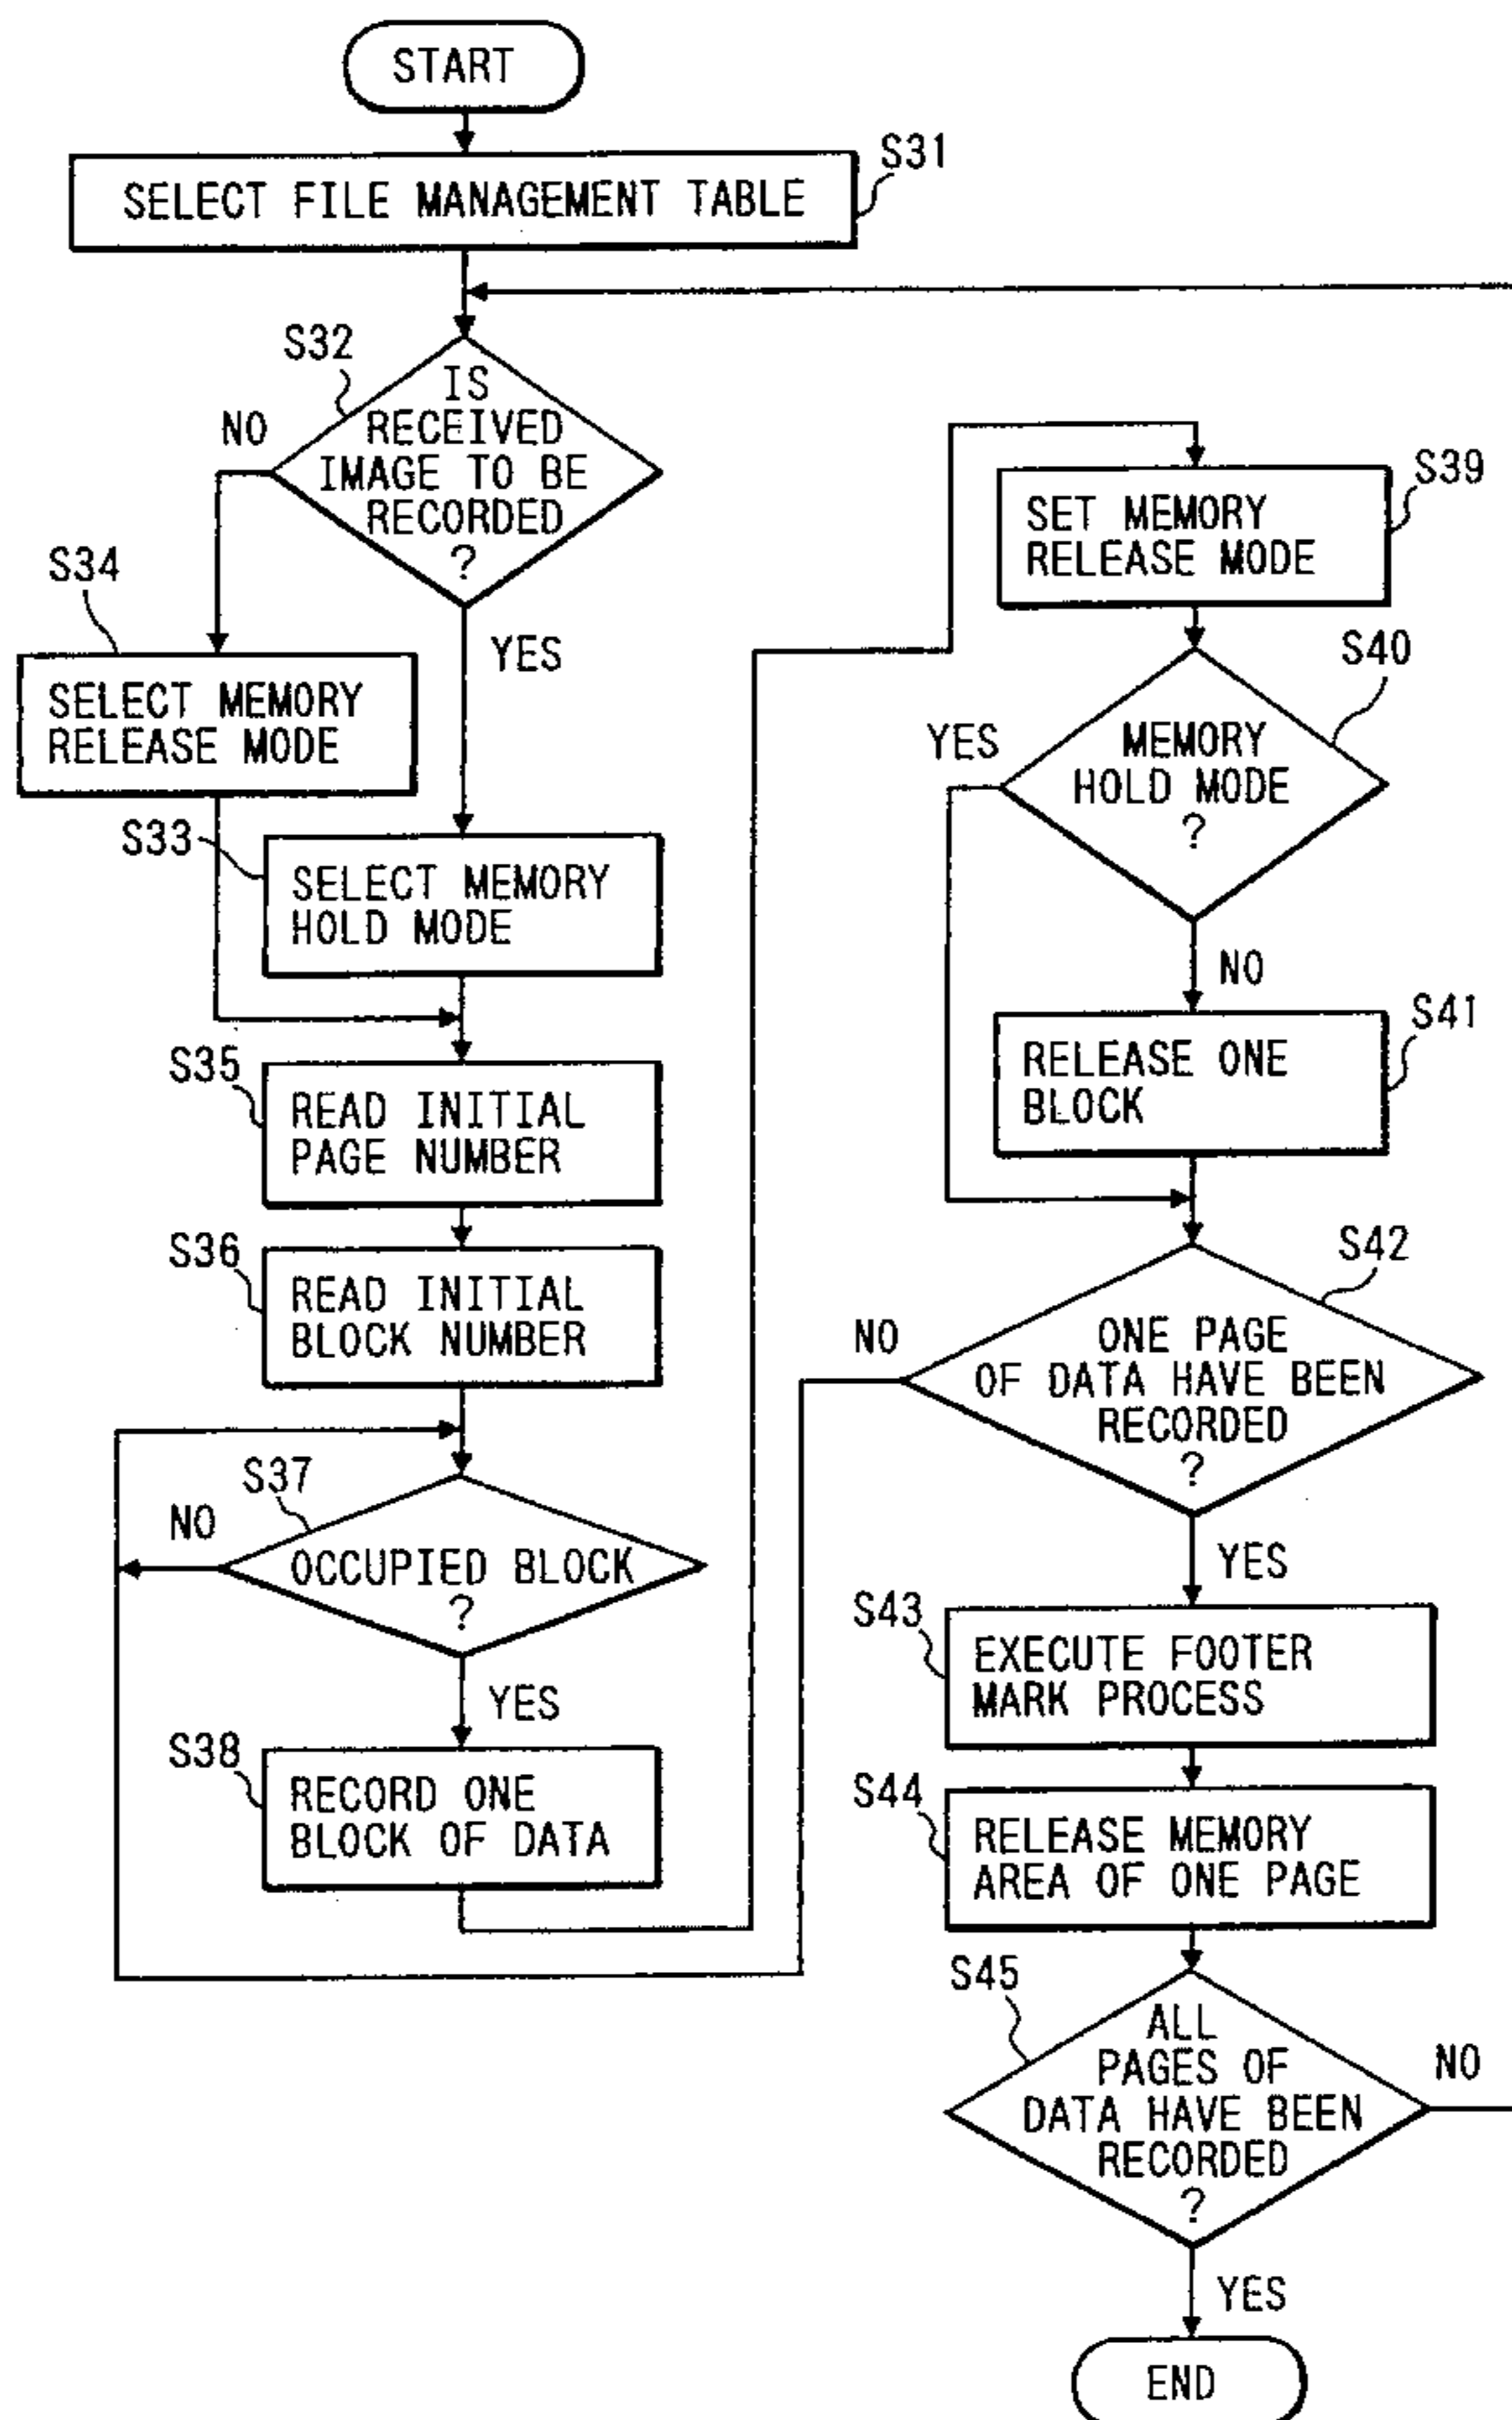 START
S31
SELECT FILE MANAGEMENT TABLE
S32
IS
RECEIVED
IMAGE TO BE
RECORDED
?
NO
YES
S34
SELECT MEMORY
RELEASE MODE
S33
SELECT MEMORY
HOLD MODE
S35
READ INITIAL
PAGE NUMBER
S36
READ INITIAL
BLOCK NUMBER
S37
NO
OCCUPIED BLOCK
?
YES
S38
RECORD ONE
BLOCK OF DATA
S39
SET MEMORY
RELEASE MODE
S40
YES
MEMORY
HOLD MODE
?
NO
S41
RELEASE ONE
BLOCK
S42
NO
ONE PAGE
OF DATA HAVE BEEN
RECORDED
?
YES
S43
EXECUTE FOOTER
MARK PROCESS
S44
RELEASE MEMORY
AREA OF ONE PAGE
S45
ALL
PAGES OF
DATA HAVE BEEN
RECORDED
?
NO
YES
END